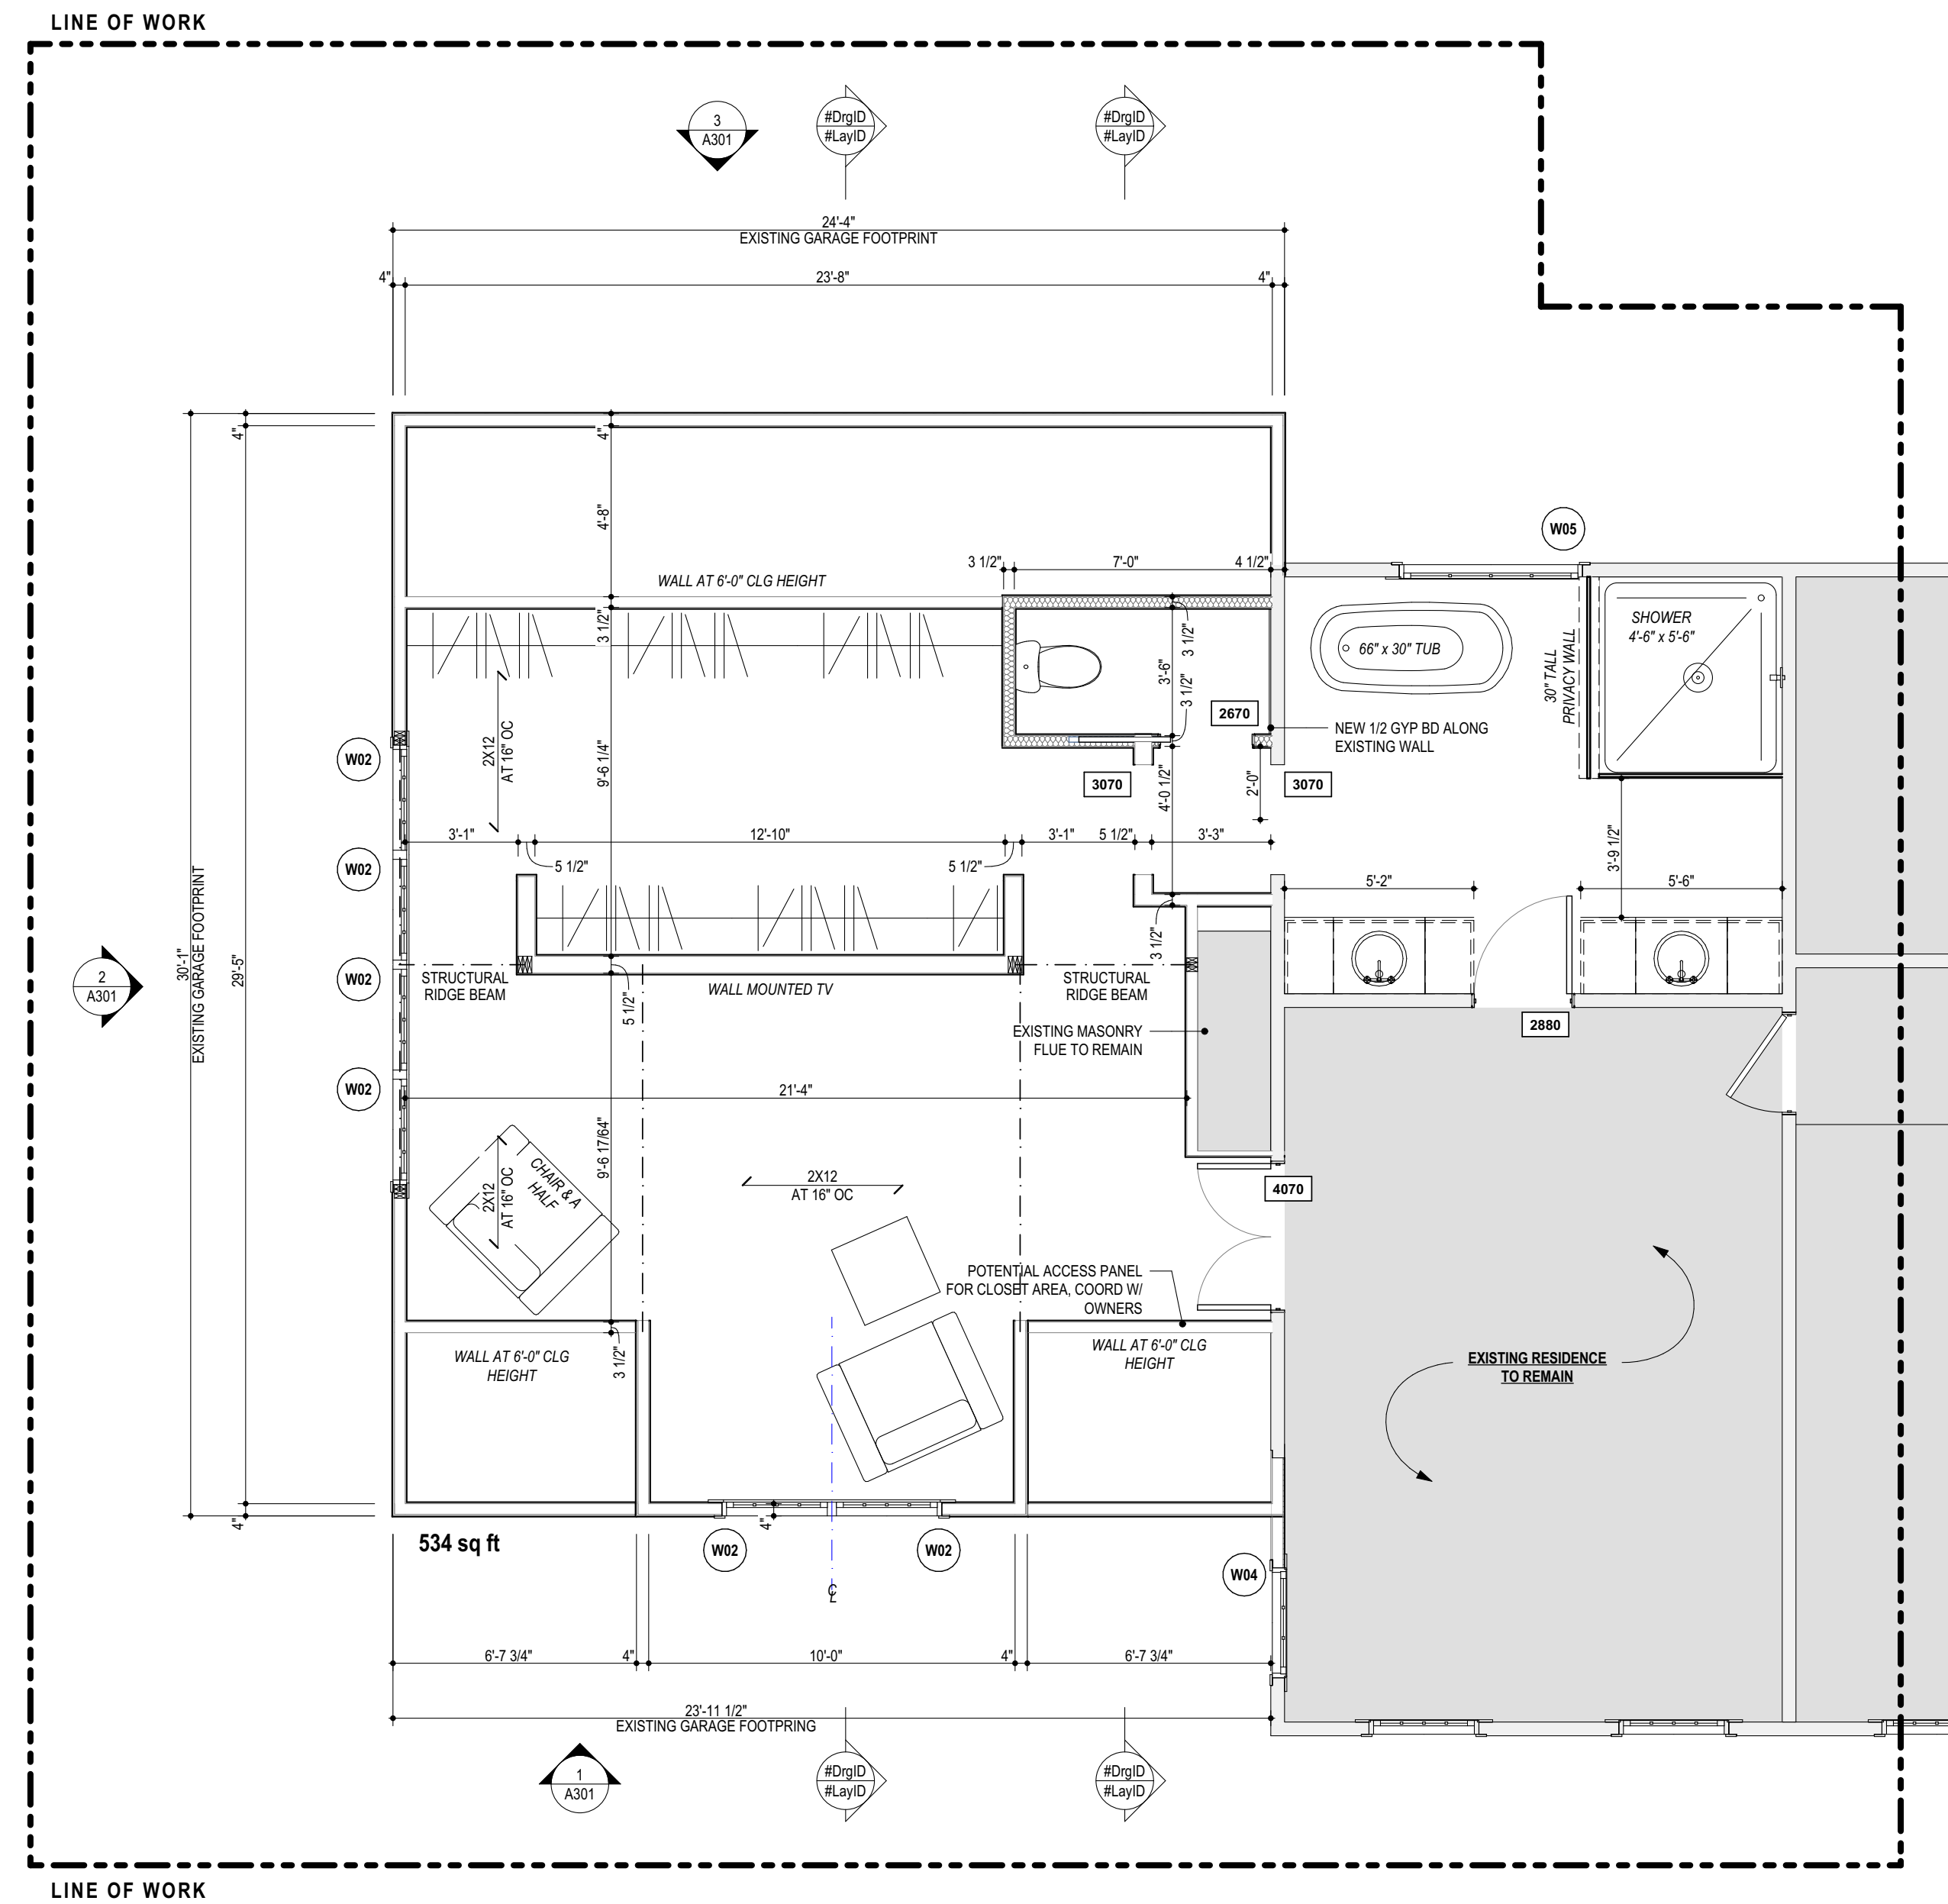 LINE OF WORK
3
A301
#DrgID
#LayID
#DrgID
#LayID
24'-4"
EXISTING GARAGE FOOTPRINT
4"
23'-8"
4"
30'-1"
EXISTING GARAGE FOOTPRINT
29'-5"
4"
4"
4"
4'-8"
3 1/2"
9'-6 1/4"
WALL AT 6'-0" CLG HEIGHT
3 1/2"
7'-0"
4 1/2"
W05
SHOWER
4'-6" x 5'-6"
66" x 30" TUB
30" TALL
PRIVACY WALL
3 1/2"
3'-6"
3 1/2"
2670
NEW 1/2 GYP BD ALONG
EXISTING WALL
2X12
AT 16" OC
W02
3070
4'-0 1/2"
2'-0"
3070
3'-1"
12'-10"
3'-1"
5 1/2"
3'-3"
5 1/2"
5 1/2"
W02
3'-9 1/2"
5'-2"
5'-6"
3 1/2"
2
A301
W02
STRUCTURAL
RIDGE BEAM
WALL MOUNTED TV
STRUCTURAL
RIDGE BEAM
5 1/2"
EXISTING MASONRY
FLUE TO REMAIN
2880
W02
21'-4"
9'-6 17/64"
CHAIR & A
HALF
2X12
AT 16" OC
2X12
AT 16" OC
4070
POTENTIAL ACCESS PANEL
FOR CLOSET AREA, COORD W/
OWNERS
WALL AT 6'-0" CLG
HEIGHT
3 1/2"
WALL AT 6'-0" CLG
HEIGHT
EXISTING RESIDENCE
TO REMAIN
534 sq ft
4"
W02
W02
W04
CL
6'-7 3/4"
4"
10'-0"
4"
6'-7 3/4"
23'-11 1/2"
EXISTING GARAGE FOOTPRING
1
A301
#DrgID
#LayID
#DrgID
#LayID
LINE OF WORK